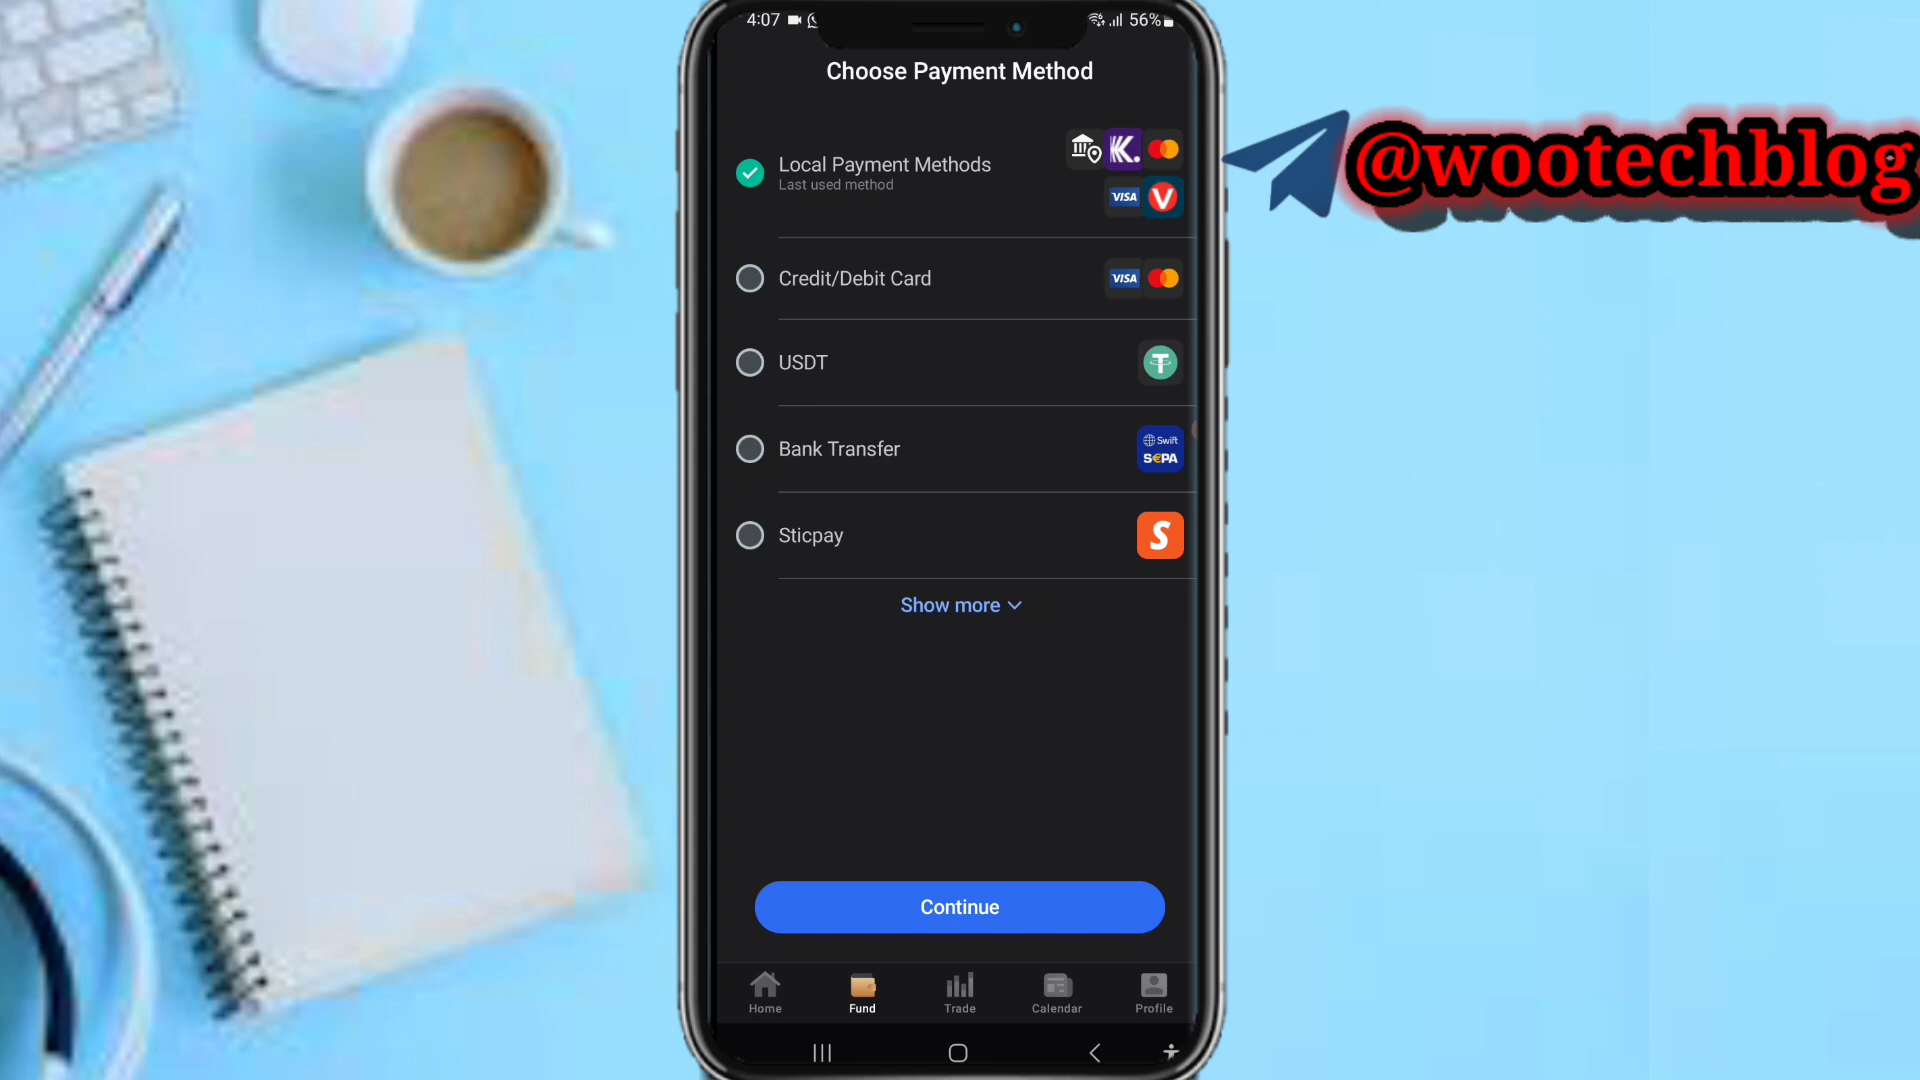 4:07
56%
Choose Payment Method
Local Payment Methods
Last used method
K.
VISA
V
Credit/Debit Card
VISA
USDT
T
Bank Transfer
Swift
S€PA
Sticpay
S
Show more
Continue
Home
Fund
Trade
Calendar
Profile
@wootechblog